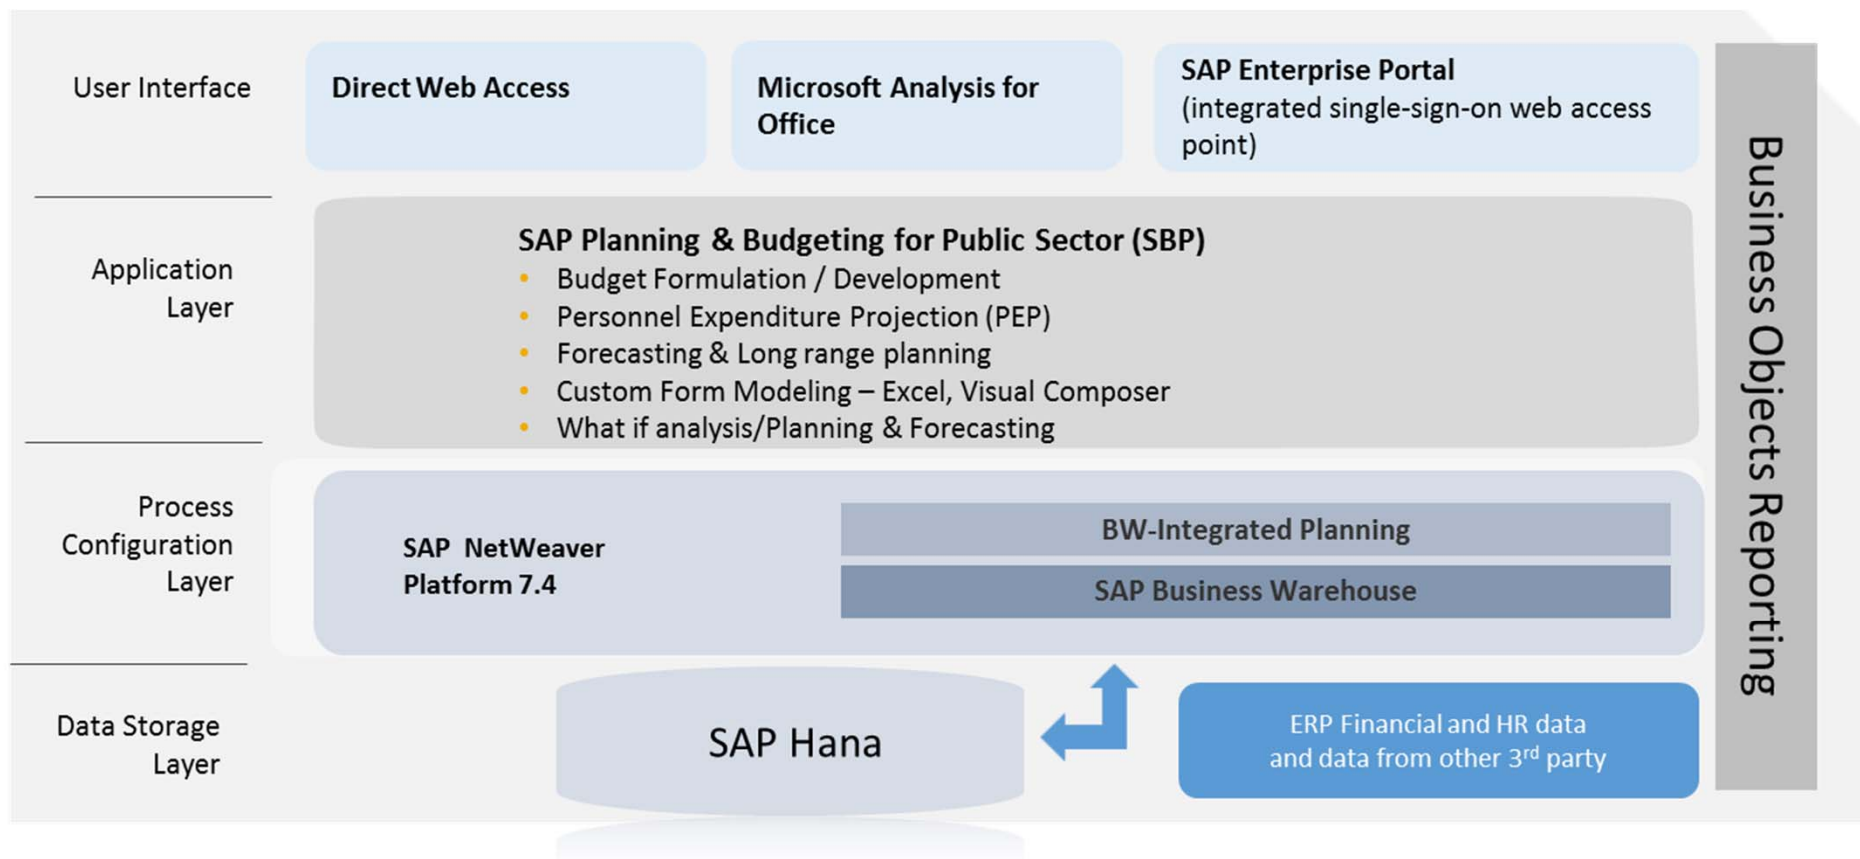 User Interface
Direct Web Access
Microsoft Analysis for
Office
SAP Enterprise Portal
(integrated single-sign-on web access
point)
Application
Layer
SAP Planning & Budgeting for Public Sector (SBP)
• Budget Formulation / Development
• Personnel Expenditure Projection (PEP)
• Forecasting & Long range planning
• Custom Form Modeling – Excel, Visual Composer
• What if analysis/Planning & Forecasting
Process
Configuration
Layer
SAP NetWeaver
Platform 7.4
BW-Integrated Planning
SAP Business Warehouse
Data Storage
Layer
SAP Hana
ERP Financial and HR data
and data from other 3rd party
Business Objects Reporting